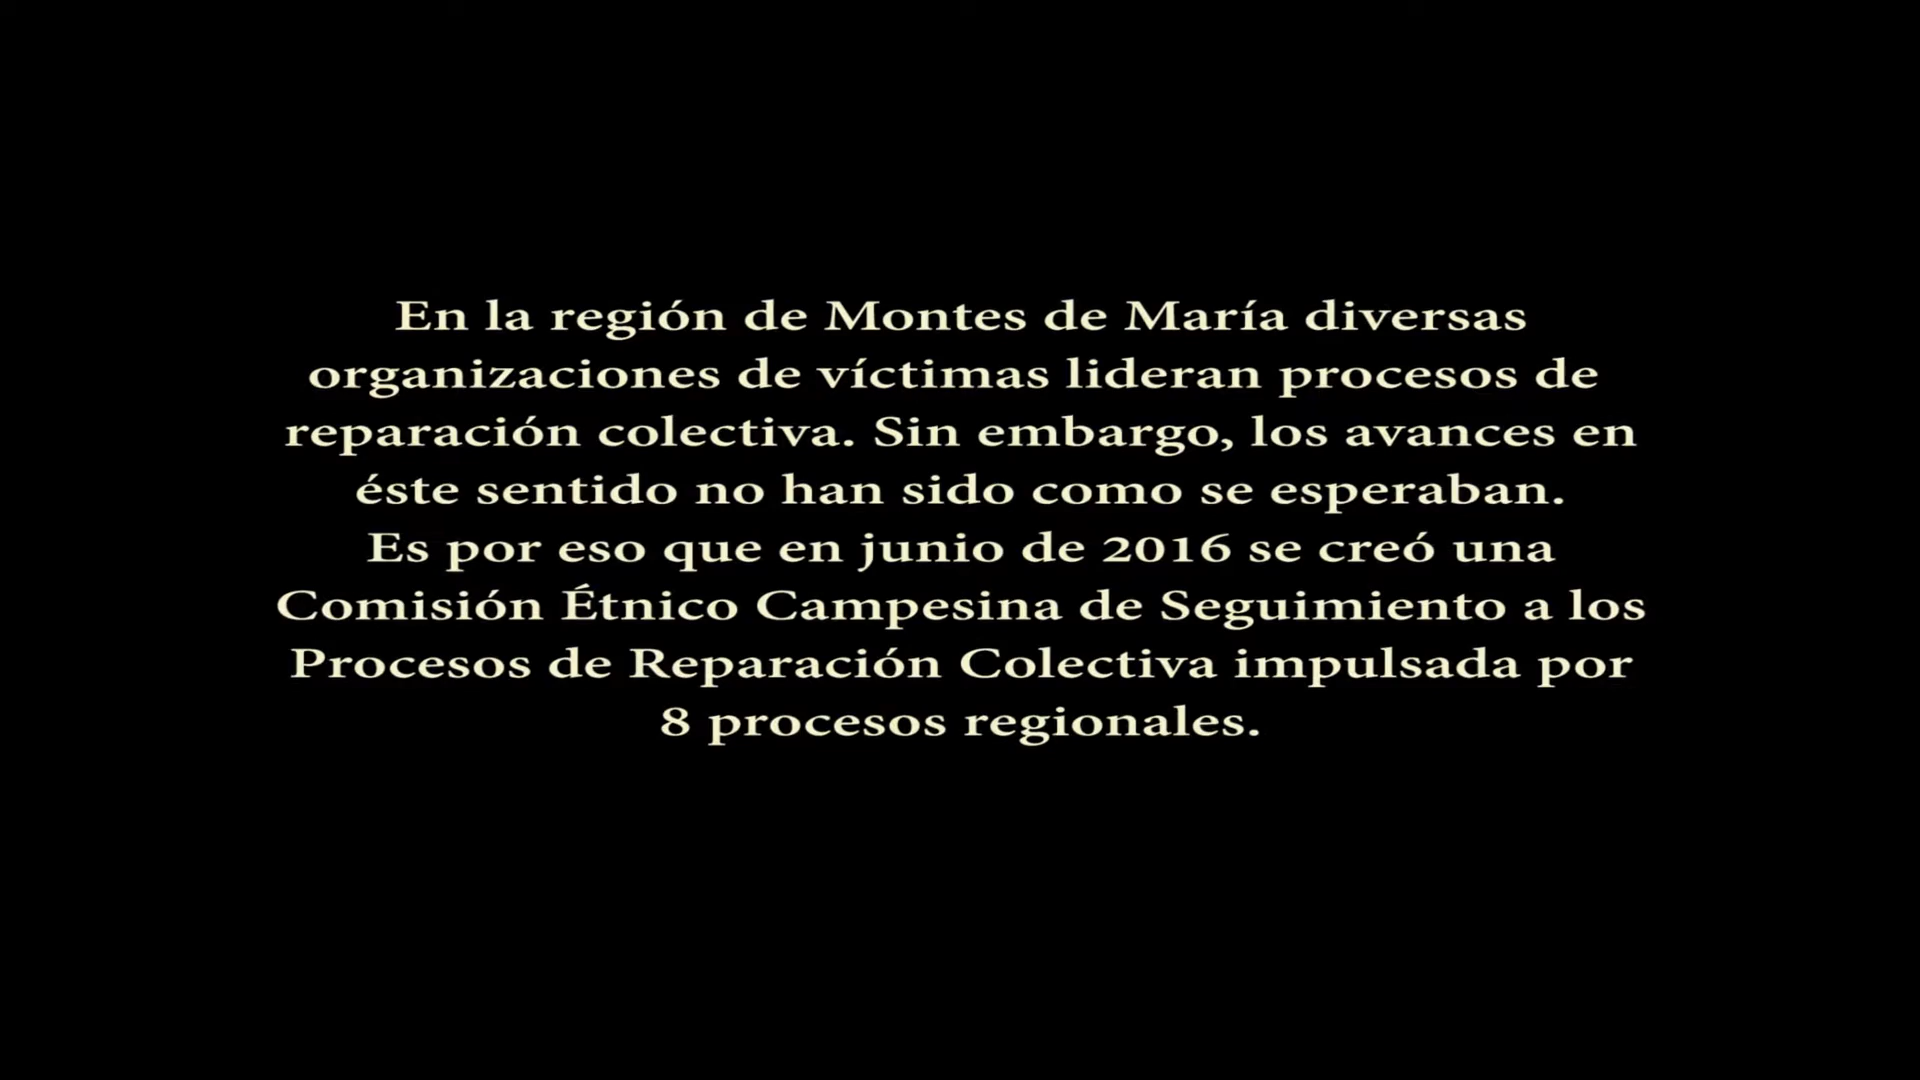 En la región de Montes de María diversas
organizaciones de víctimas lideran procesos de
reparación colectiva. Sin embargo, los avances en
éste sentido no han sido como se esperaban.
Es por eso que en junio de 2016 se creó una
Comisión Étnico Campesina de Seguimiento a los
Procesos de Reparación Colectiva impulsada por
8 procesos regionales.